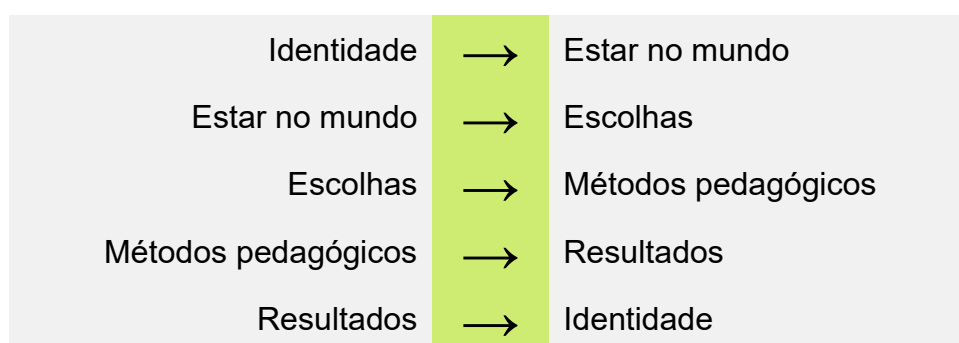 Identidade → Estar no mundo
Estar no mundo → Escolhas
Escolhas → Métodos pedagógicos
Métodos pedagógicos → Resultados
Resultados → Identidade